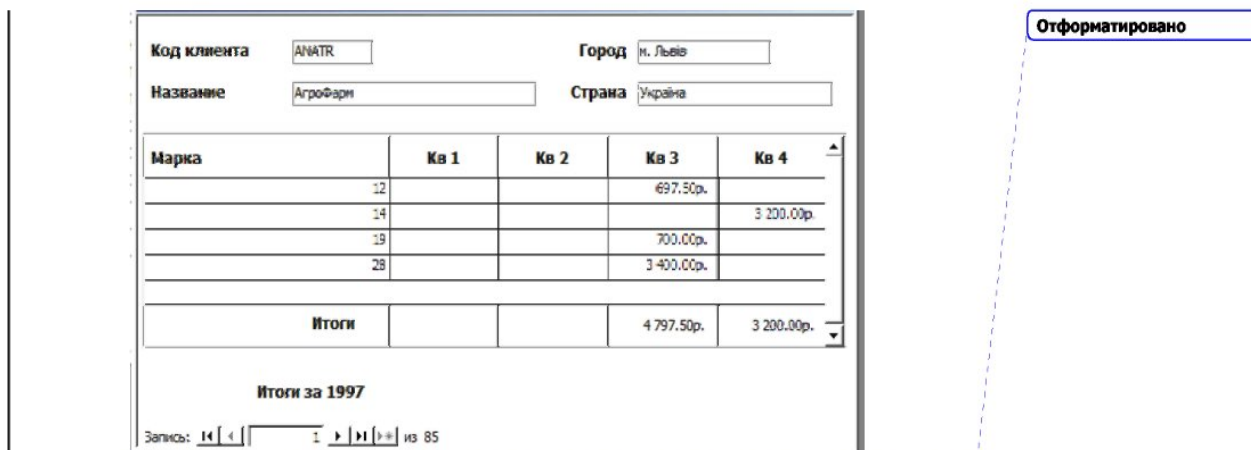 Отформатировано
Код клиента ANATR Город м. Львів
Название АгроФарм Страна Україна
Марка Кв 1 Кв 2 Кв 3 Кв 4
12 697.50р.
14 3 200.00р.
19 700.00р.
28 3 400.00р.
Итоги 4 797.50р. 3 200.00р.
Итоги за 1997
Запись: 1 из 85